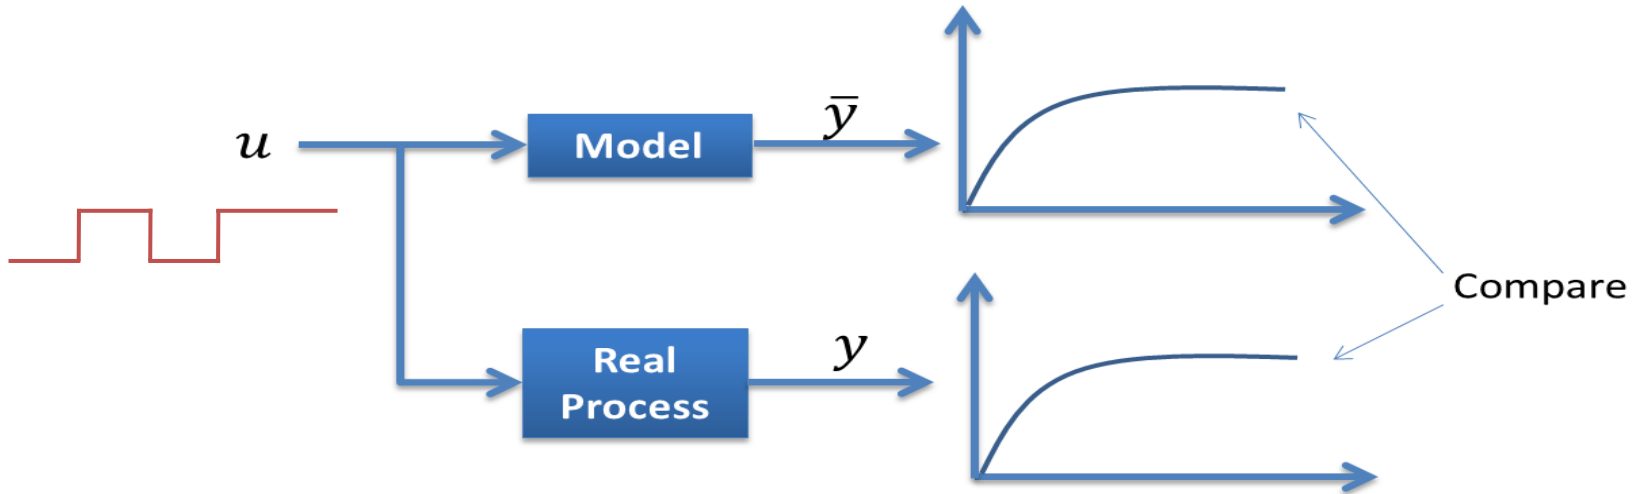 u
Model
ȳ
Real
Process
y
Compare